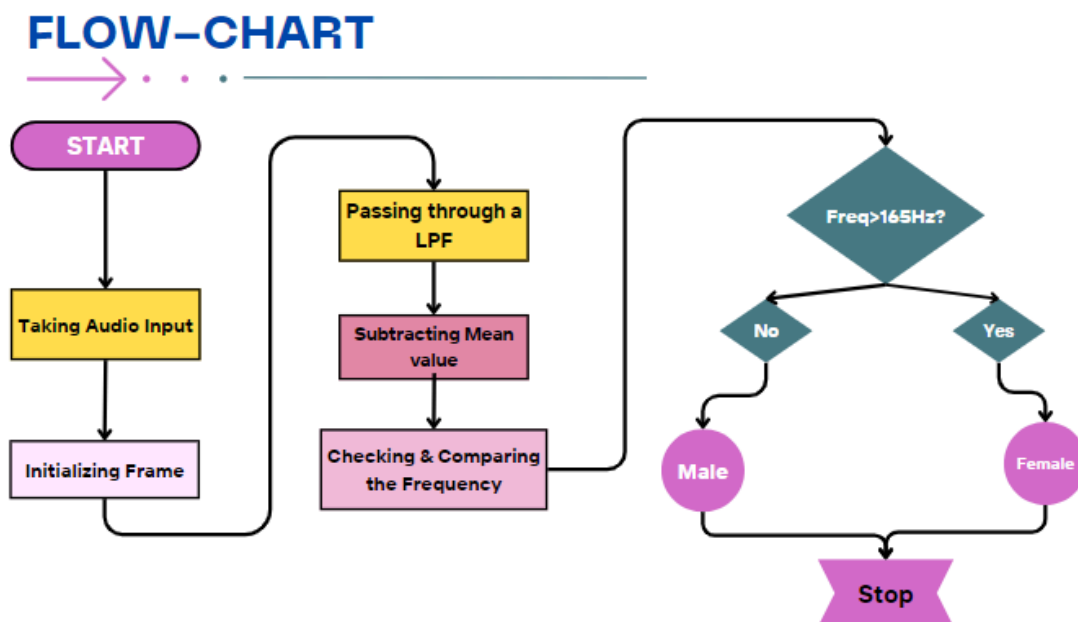 FLOW-CHART
START
Taking Audio Input
Initializing Frame
Passing through a
LPF
Subtracting Mean
value
Checking & Comparing
the Frequency
Freq>165Hz?
No
Yes
Male
Female
Stop